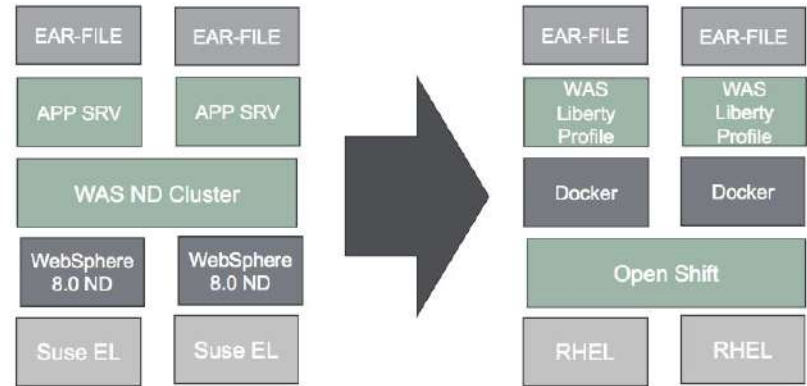 EAR-FILE
EAR-FILE
APP SRV
APP SRV
WAS ND Cluster
WebSphere
8.0 ND
WebSphere
8.0 ND
Suse EL
Suse EL
EAR-FILE
EAR-FILE
WAS
Liberty
Profile
WAS
Liberty
Profile
Docker
Docker
Open Shift
RHEL
RHEL